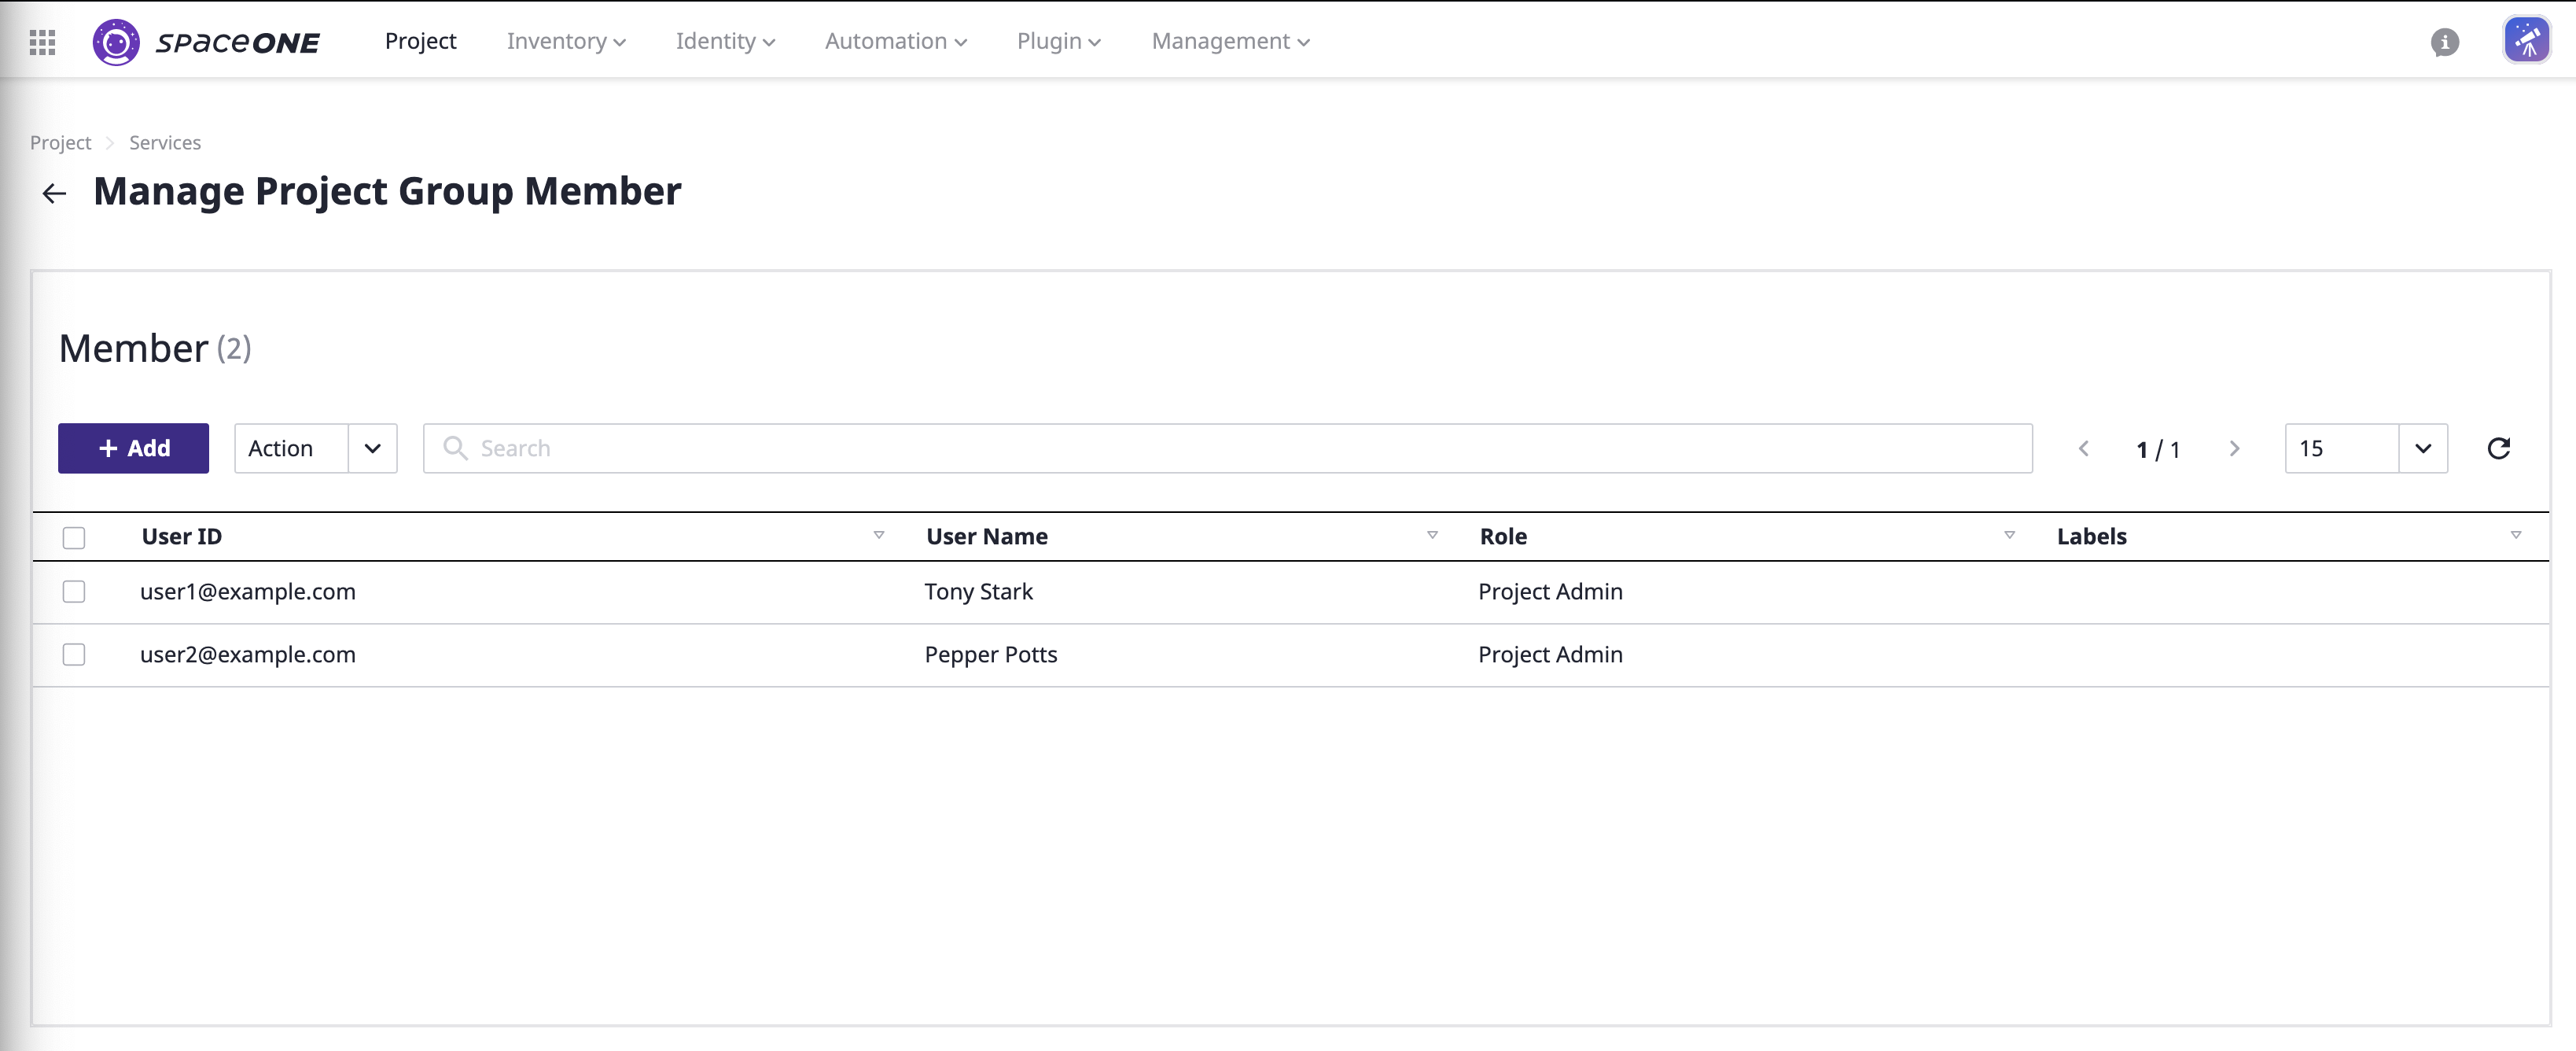 spaceONE Project Inventory Identity Automation Plugin Management
Project Services
Manage Project Group Member
Member (2)
+ Add Action Search 1 / 1 15
User ID User Name Role Labels
user1@example.com Tony Stark Project Admin
user2@example.com Pepper Potts Project Admin